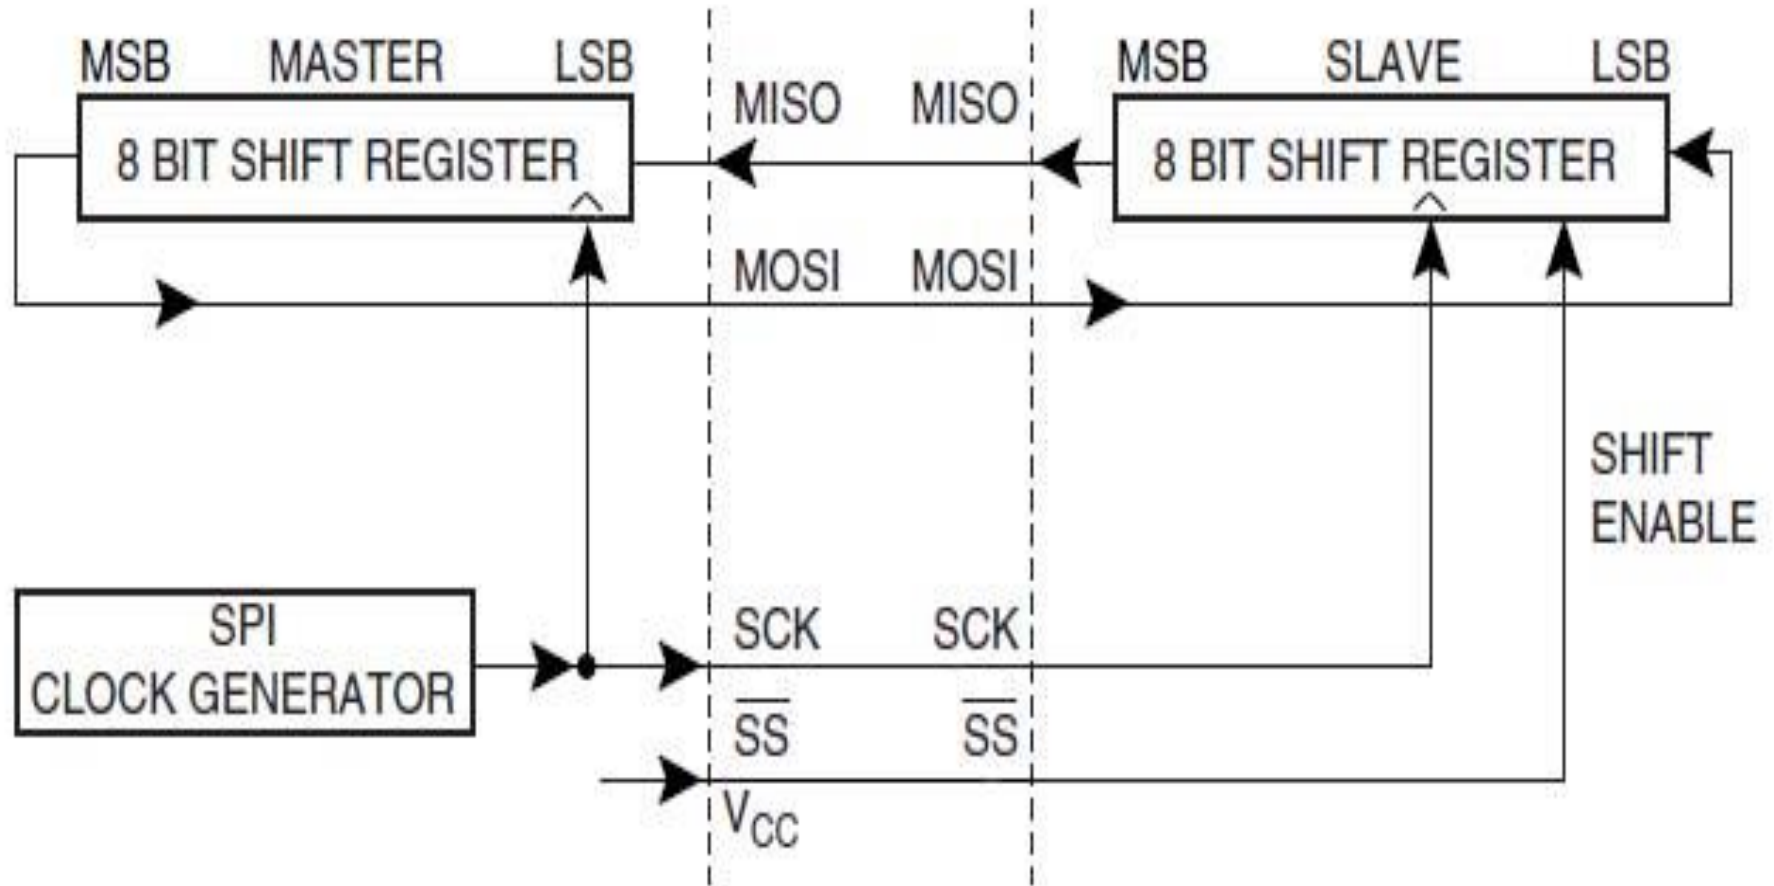 MSB MASTER LSB
8 BIT SHIFT REGISTER
MISO MISO
MOSI MOSI
MSB SLAVE LSB
8 BIT SHIFT REGISTER
SHIFT
ENABLE
SPI
CLOCK GENERATOR
SCK SCK
SS SS
VCC